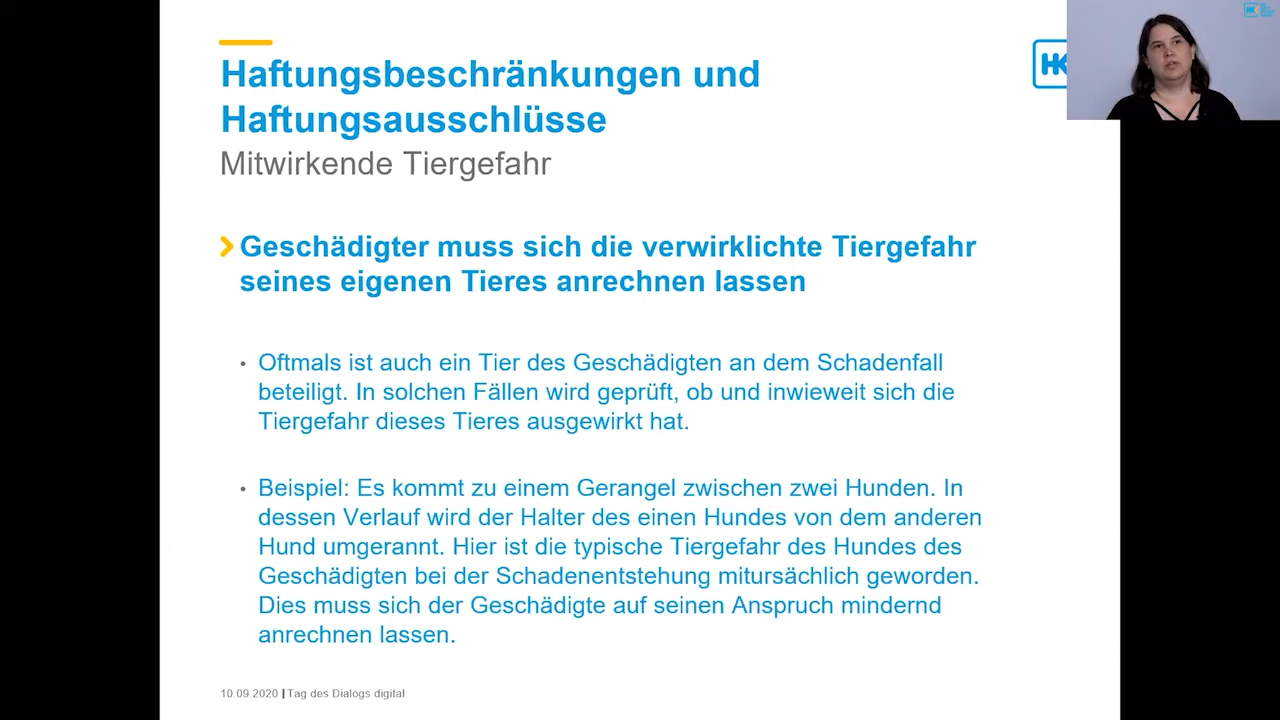 Haftungsbeschränkungen und
Haftungsausschlüsse
Mitwirkende Tiergefahr
HK
Geschädigter muss sich die verwirklichte Tiergefahr
seines eigenen Tieres anrechnen lassen
• Oftmals ist auch ein Tier des Geschädigten an dem Schadenfall
beteiligt. In solchen Fällen wird geprüft, ob und inwieweit sich die
Tiergefahr dieses Tieres ausgewirkt hat.
• Beispiel: Es kommt zu einem Gerangel zwischen zwei Hunden. In
dessen Verlauf wird der Halter des einen Hundes von dem anderen
Hund umgerannt. Hier ist die typische Tiergefahr des Hundes des
Geschädigten bei der Schadenentstehung mitursächlich geworden.
Dies muss sich der Geschädigte auf seinen Anspruch mindernd
anrechnen lassen.
10.09.2020 | Tag des Dialogs digital